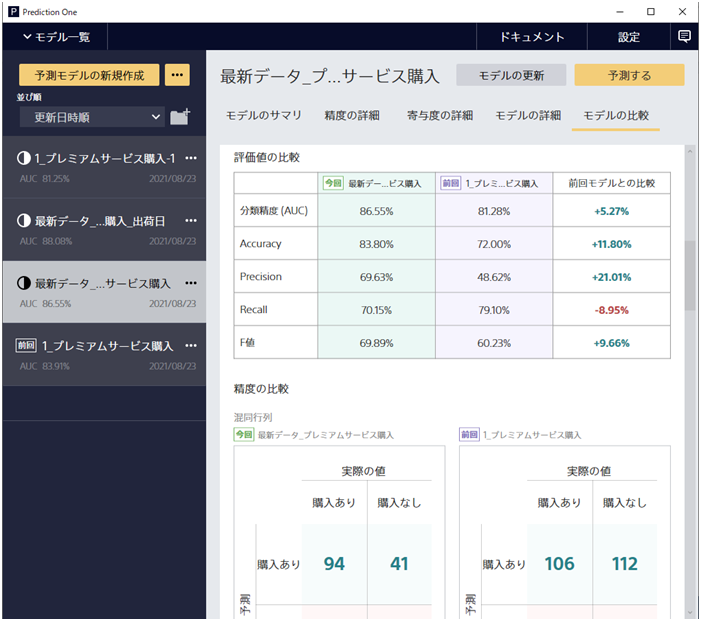 Prediction One
モデル一覧
ドキュメント
設定
予測モデルの新規作成
並び順
更新日時順
1_プレミアムサービス購入-1
AUC 81.25%
2021/08/23
最新データ_...購入_出荷日
AUC 88.08%
2021/08/23
最新データ_...サービス購入
AUC 86.55%
2021/08/23
前回 1_プレミアムサービス購入
AUC 83.91%
2021/08/23
最新データ_プ...サービス購入
モデルの更新
予測する
モデルのサマリ 精度の詳細 寄与度の詳細 モデルの詳細 モデルの比較
評価値の比較
今回 最新デー...ビス購入 前回 1_プレミ...ビス購入 前回モデルとの比較
分類精度 (AUC) 86.55% 81.28% +5.27%
Accuracy 83.80% 72.00% +11.80%
Precision 69.63% 48.62% +21.01%
Recall 70.15% 79.10% -8.95%
F値 69.89% 60.23% +9.66%
精度の比較
混同行列
今回 最新データ_プレミアムサービス購入
実際の値
購入あり 購入なし
購入あり 94 41
予測
前回 1_プレミアムサービス購入
実際の値
購入あり 購入なし
購入あり 106 112
予測